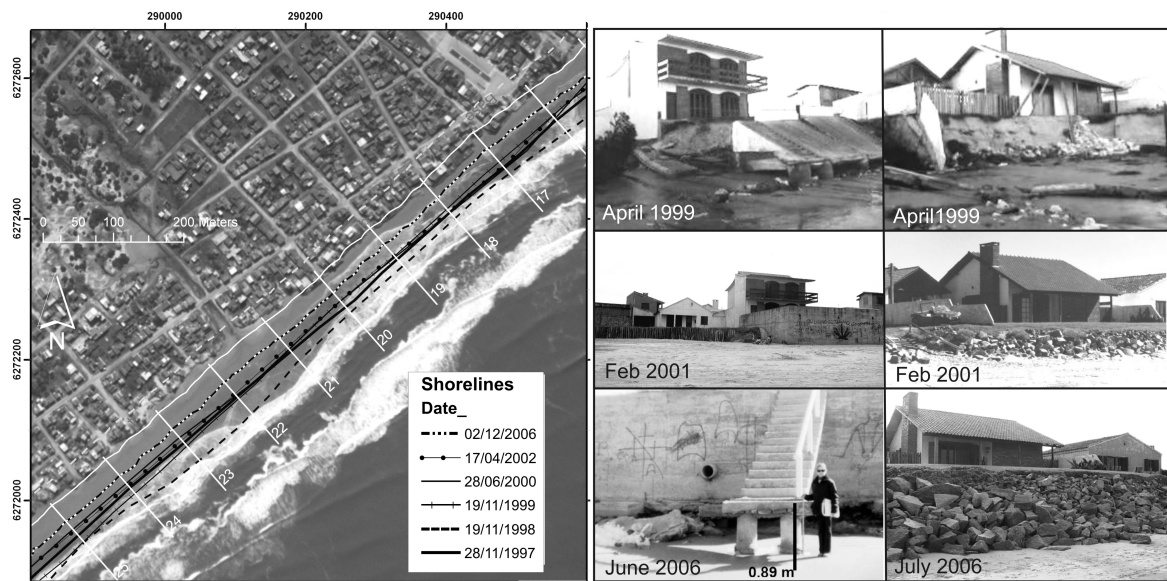 290000
290200
290400
6272600
6272400
6272200
6272000
0 50 100 200 Meters
N
17
18
19
20
21
22
23
24
25
Shorelines
Date_
02/12/2006
17/04/2002
28/06/2000
19/11/1999
19/11/1998
28/11/1997
April 1999
April1999
Feb 2001
Feb 2001
June 2006
0.89 m
July 2006